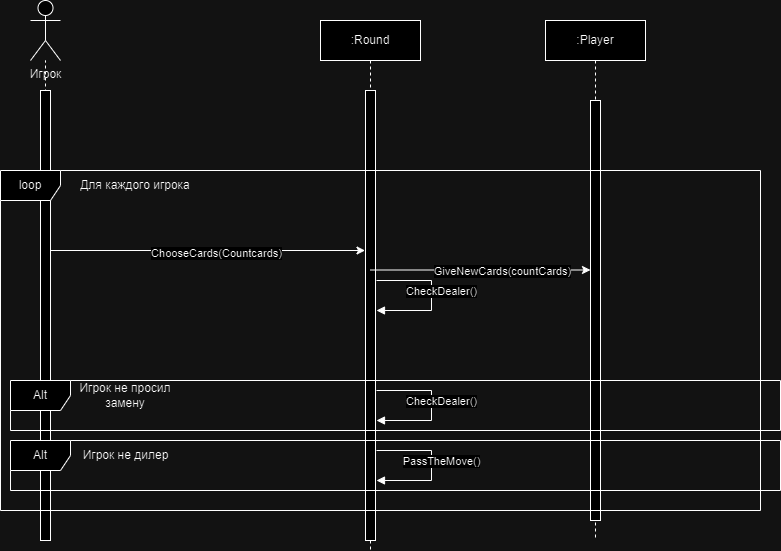 :Round
:Player
Игрок
loop
Для каждого игрока
ChooseCards(Countcards)
GiveNewCards(countCards)
CheckDealer()
Alt
Игрок не просил
замену
CheckDealer()
Alt
Игрок не дилер
PassTheMove()